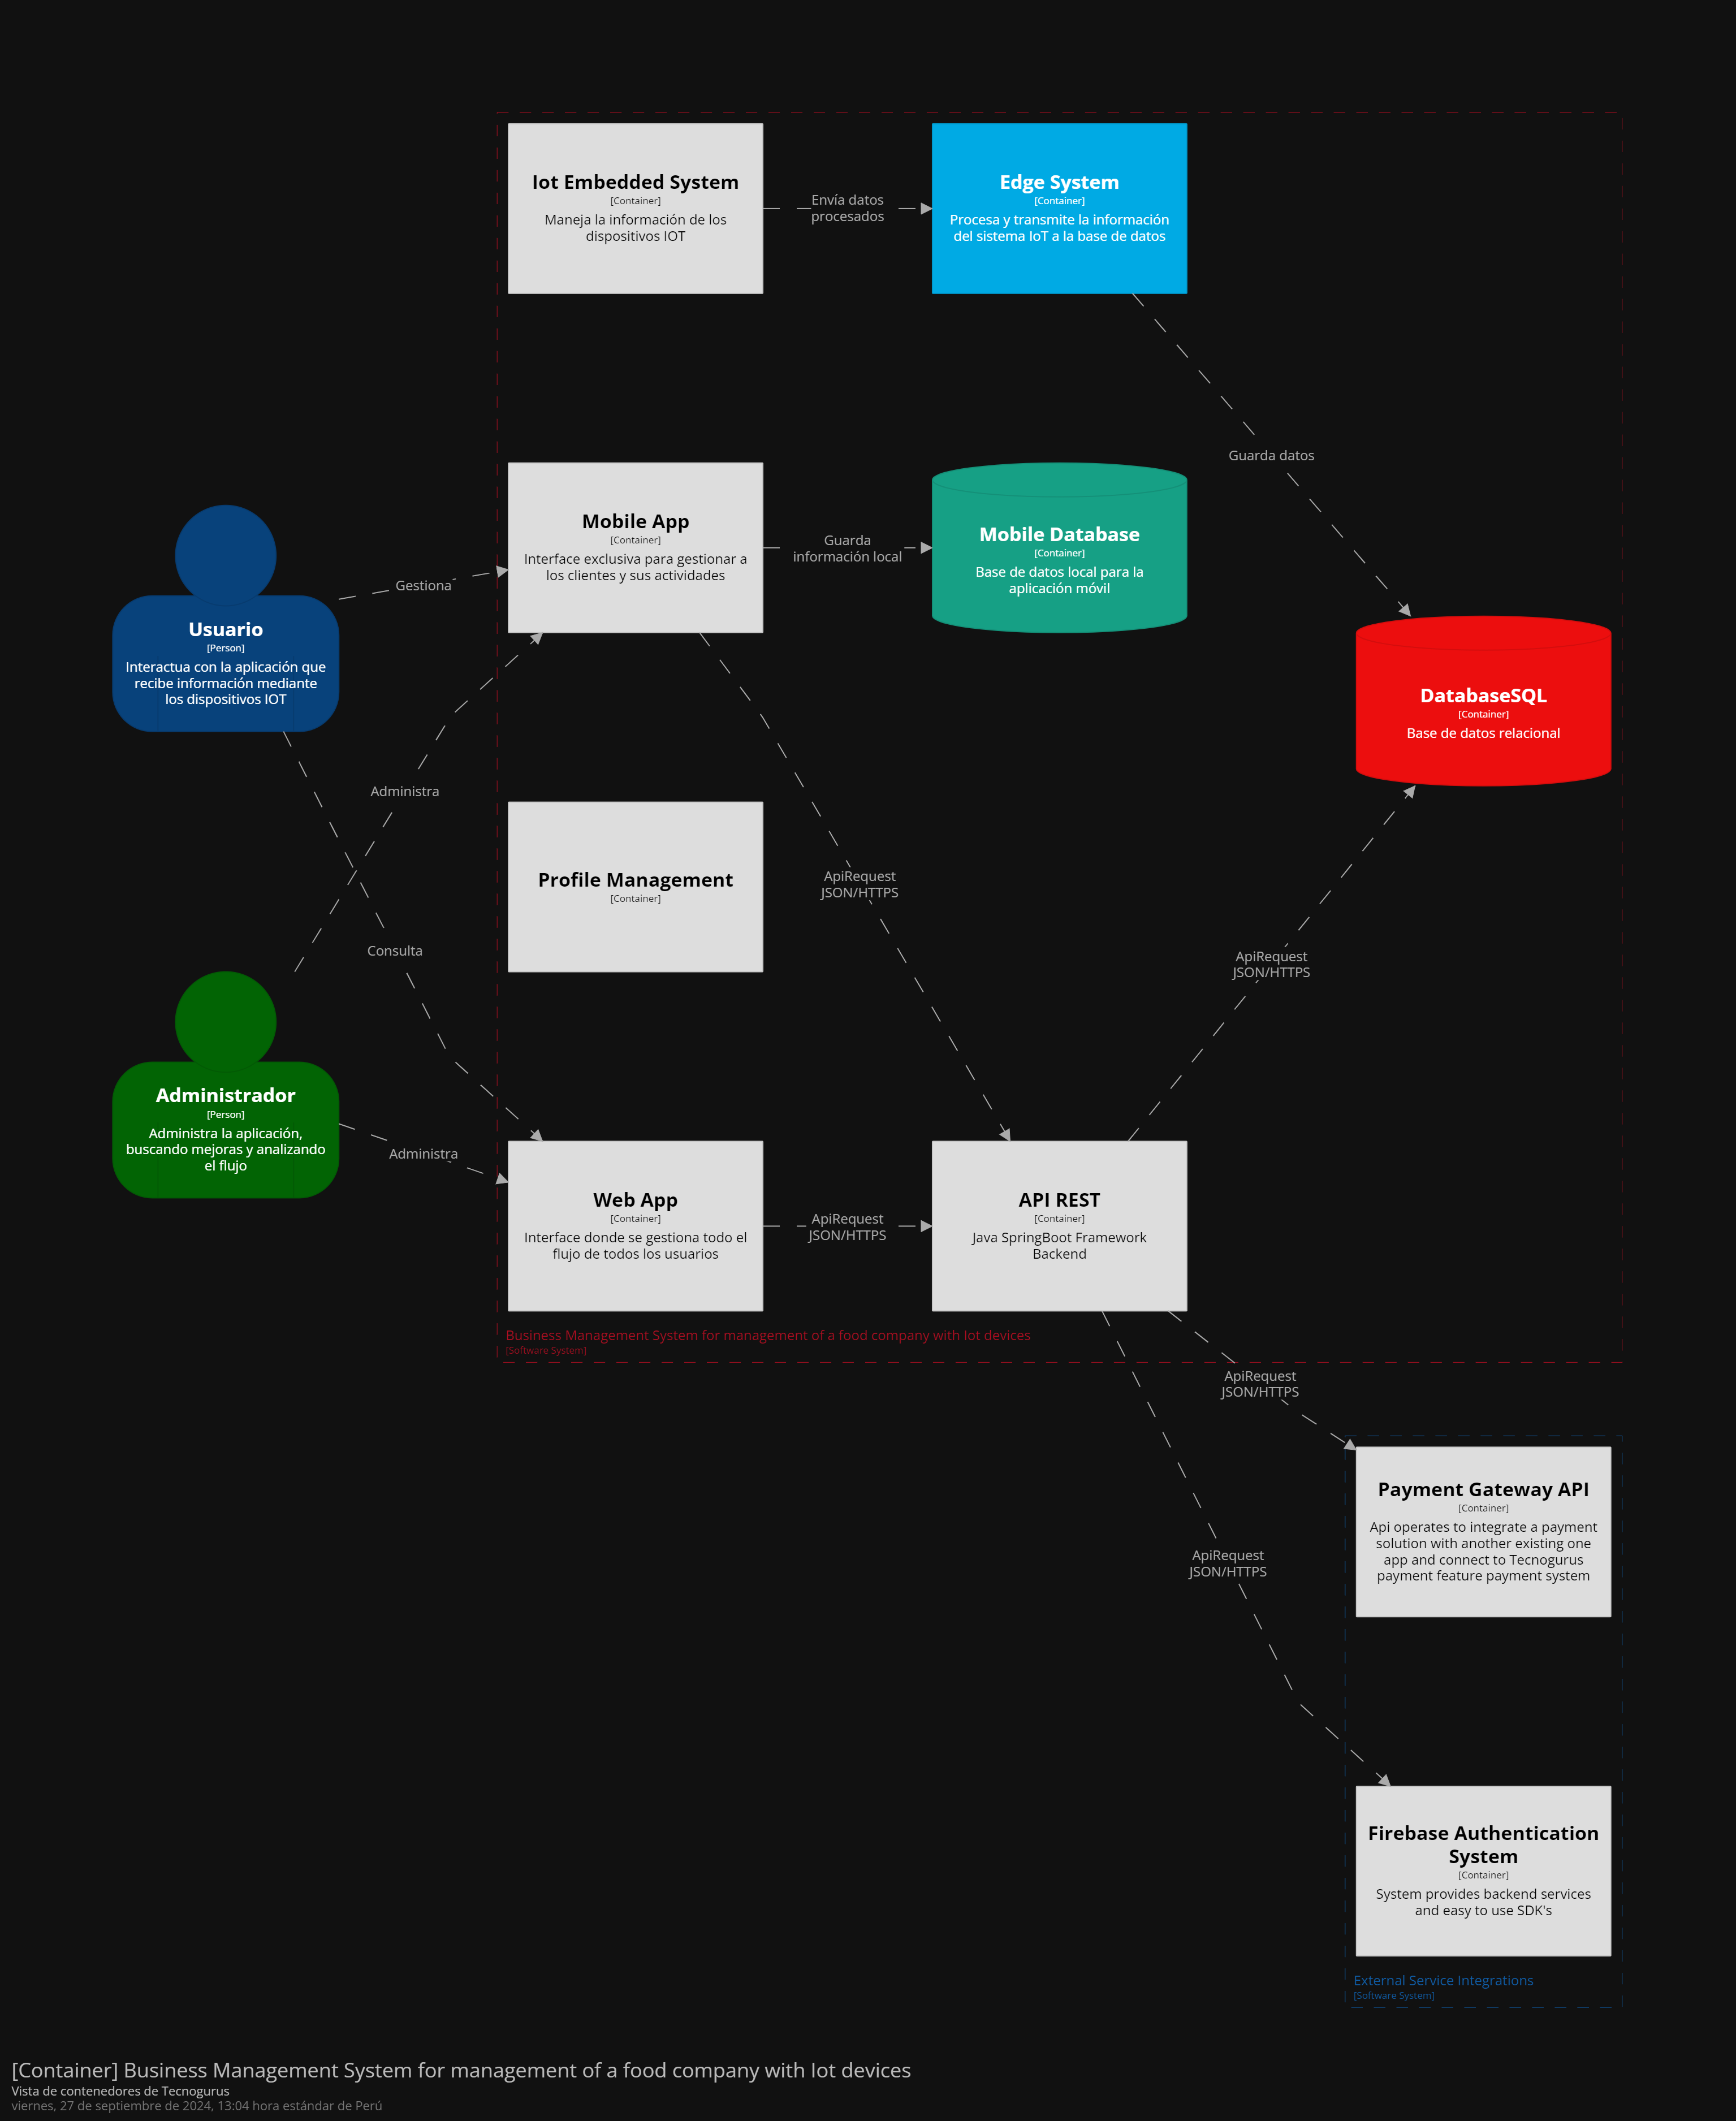 Iot Embedded System
[Container]
Maneja la información de los
dispositivos IOT
Envía datos
procesados
Edge System
[Container]
Procesa y transmite la información
del sistema IoT a la base de datos
Guarda datos
Mobile App
[Container]
Interface exclusiva para gestionar a
los clientes y sus actividades
Guarda
información local
Mobile Database
[Container]
Base de datos local para la
aplicación móvil
Gestiona
Usuario
[Person]
Interactua con la aplicación que
recibe información mediante
los dispositivos IOT
DatabaseSQL
[Container]
Base de datos relacional
Administra
Profile Management
[Container]
ApiRequest
JSON/HTTPS
Consulta
ApiRequest
JSON/HTTPS
Administrador
[Person]
Administra la aplicación,
buscando mejoras y analizando
el flujo
Administra
Web App
[Container]
Interface donde se gestiona todo el
flujo de todos los usuarios
ApiRequest
JSON/HTTPS
API REST
[Container]
Java SpringBoot Framework
Backend
Business Management System for management of a food company with Iot devices
[Software System]
ApiRequest
JSON/HTTPS
Payment Gateway API
[Container]
Api operates to integrate a payment
solution with another existing one
app and connect to Tecnogurus
payment feature payment system
ApiRequest
JSON/HTTPS
Firebase Authentication
System
[Container]
System provides backend services
and easy to use SDK's
External Service Integrations
[Software System]
[Container] Business Management System for management of a food company with Iot devices
Vista de contenedores de Tecnogurus
viernes, 27 de septiembre de 2024, 13:04 hora estándar de Perú